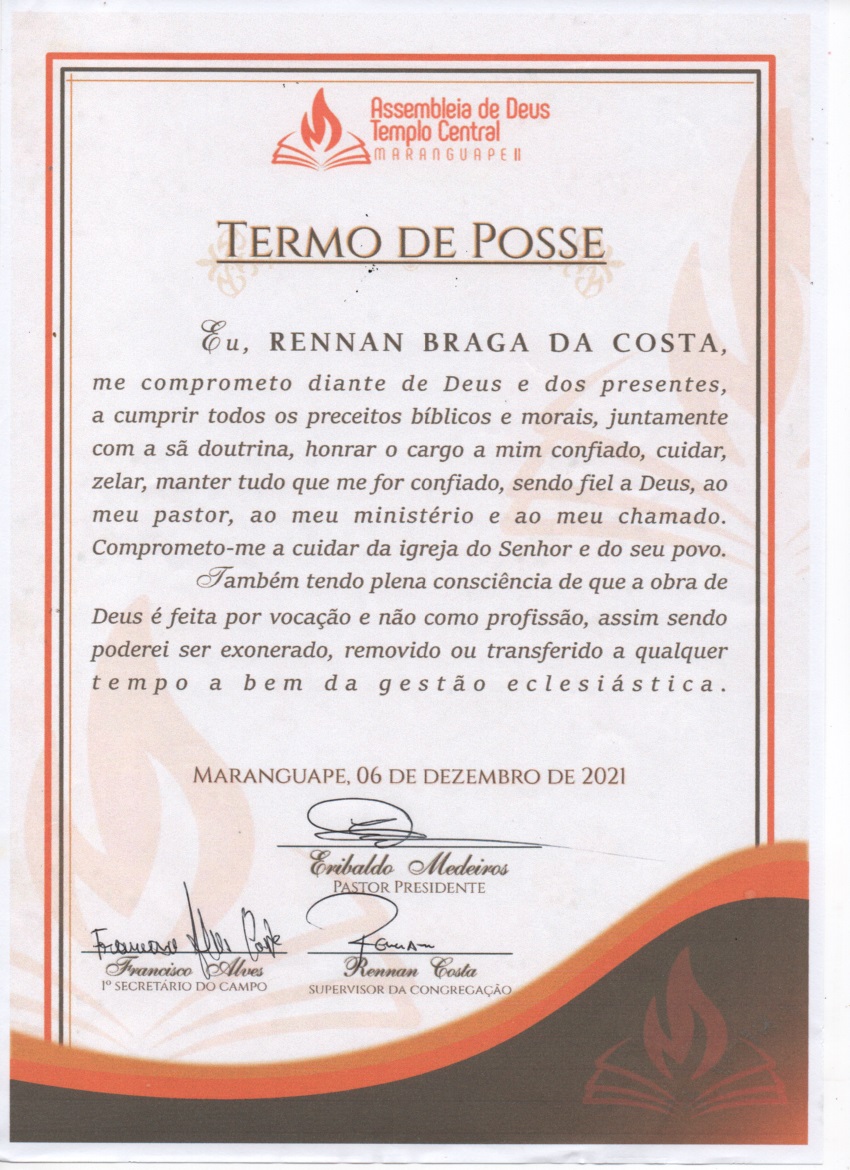 Assembleia de Deus
Templo Central
MARANGUAPE II
TERMO DE POSSE
Eu, RENNAN BRAGA DA COSTA,
me comprometo diante de Deus e dos presentes,
a cumprir todos os preceitos bíblicos e morais, juntamente
com a sã doutrina, honrar o cargo a mim confiado, cuidar,
zelar, manter tudo que me for confiado, sendo fiel a Deus, ao
meu pastor, ao meu ministério e ao meu chamado.
Comprometo-me a cuidar da igreja do Senhor e do seu povo.
Também tendo plena consciência de que a obra de
Deus é feita por vocação e não como profissão, assim sendo
poderei ser exonerado, removido ou transferido a qualquer
tempo a bem da gestão eclesiástica.
MARANGUAPE, 06 DE DEZEMBRO DE 2021
Eribaldo Medeiros
PASTOR PRESIDENTE
Francisco Alves
1º SECRETÁRIO DO CAMPO
Rennan
Rennan Costa
SUPERVISOR DA CONGREGAÇÃO